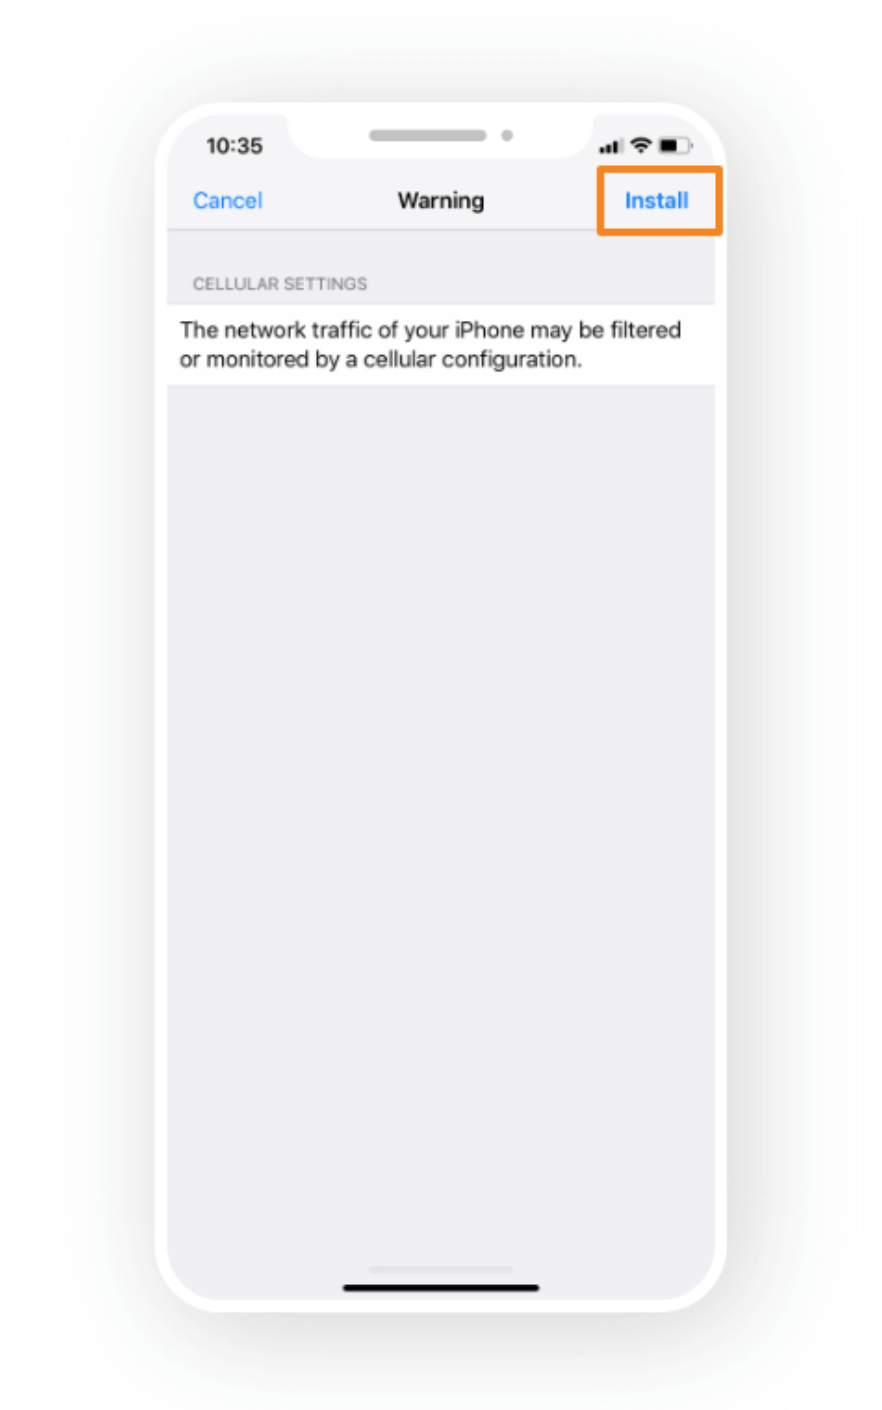 10:35
Cancel Warning Install
CELLULAR SETTINGS
The network traffic of your iPhone may be filtered
or monitored by a cellular configuration.